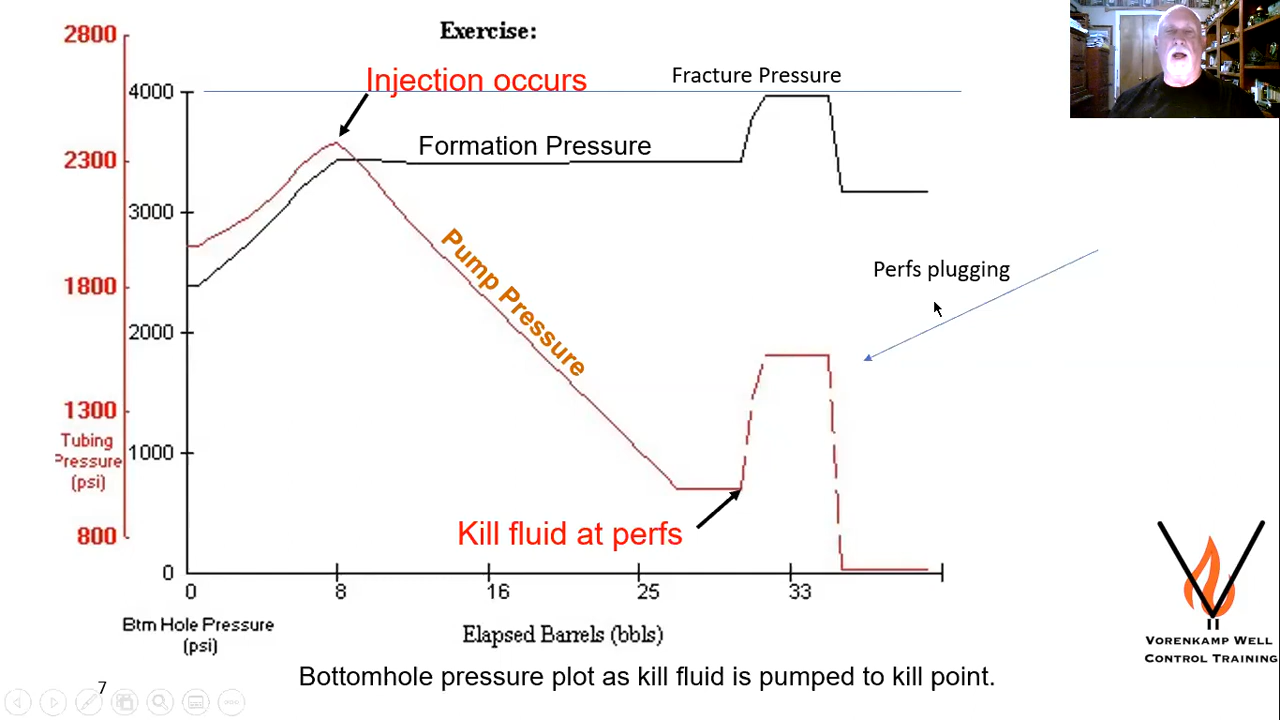 Exercise:
2800
Injection occurs
Fracture Pressure
4000
Formation Pressure
2300
3000
Pump Pressure
Perfs plugging
1800
2000
1300
Tubing
Pressure
(psi)
1000
Kill fluid at perfs
800
0
0 8 16 25 33
Btm Hole Pressure
(psi)
Elapsed Barrels (bbls)
VORENKAMP WELL
CONTROL TRAINING
Bottomhole pressure plot as kill fluid is pumped to kill point.
7